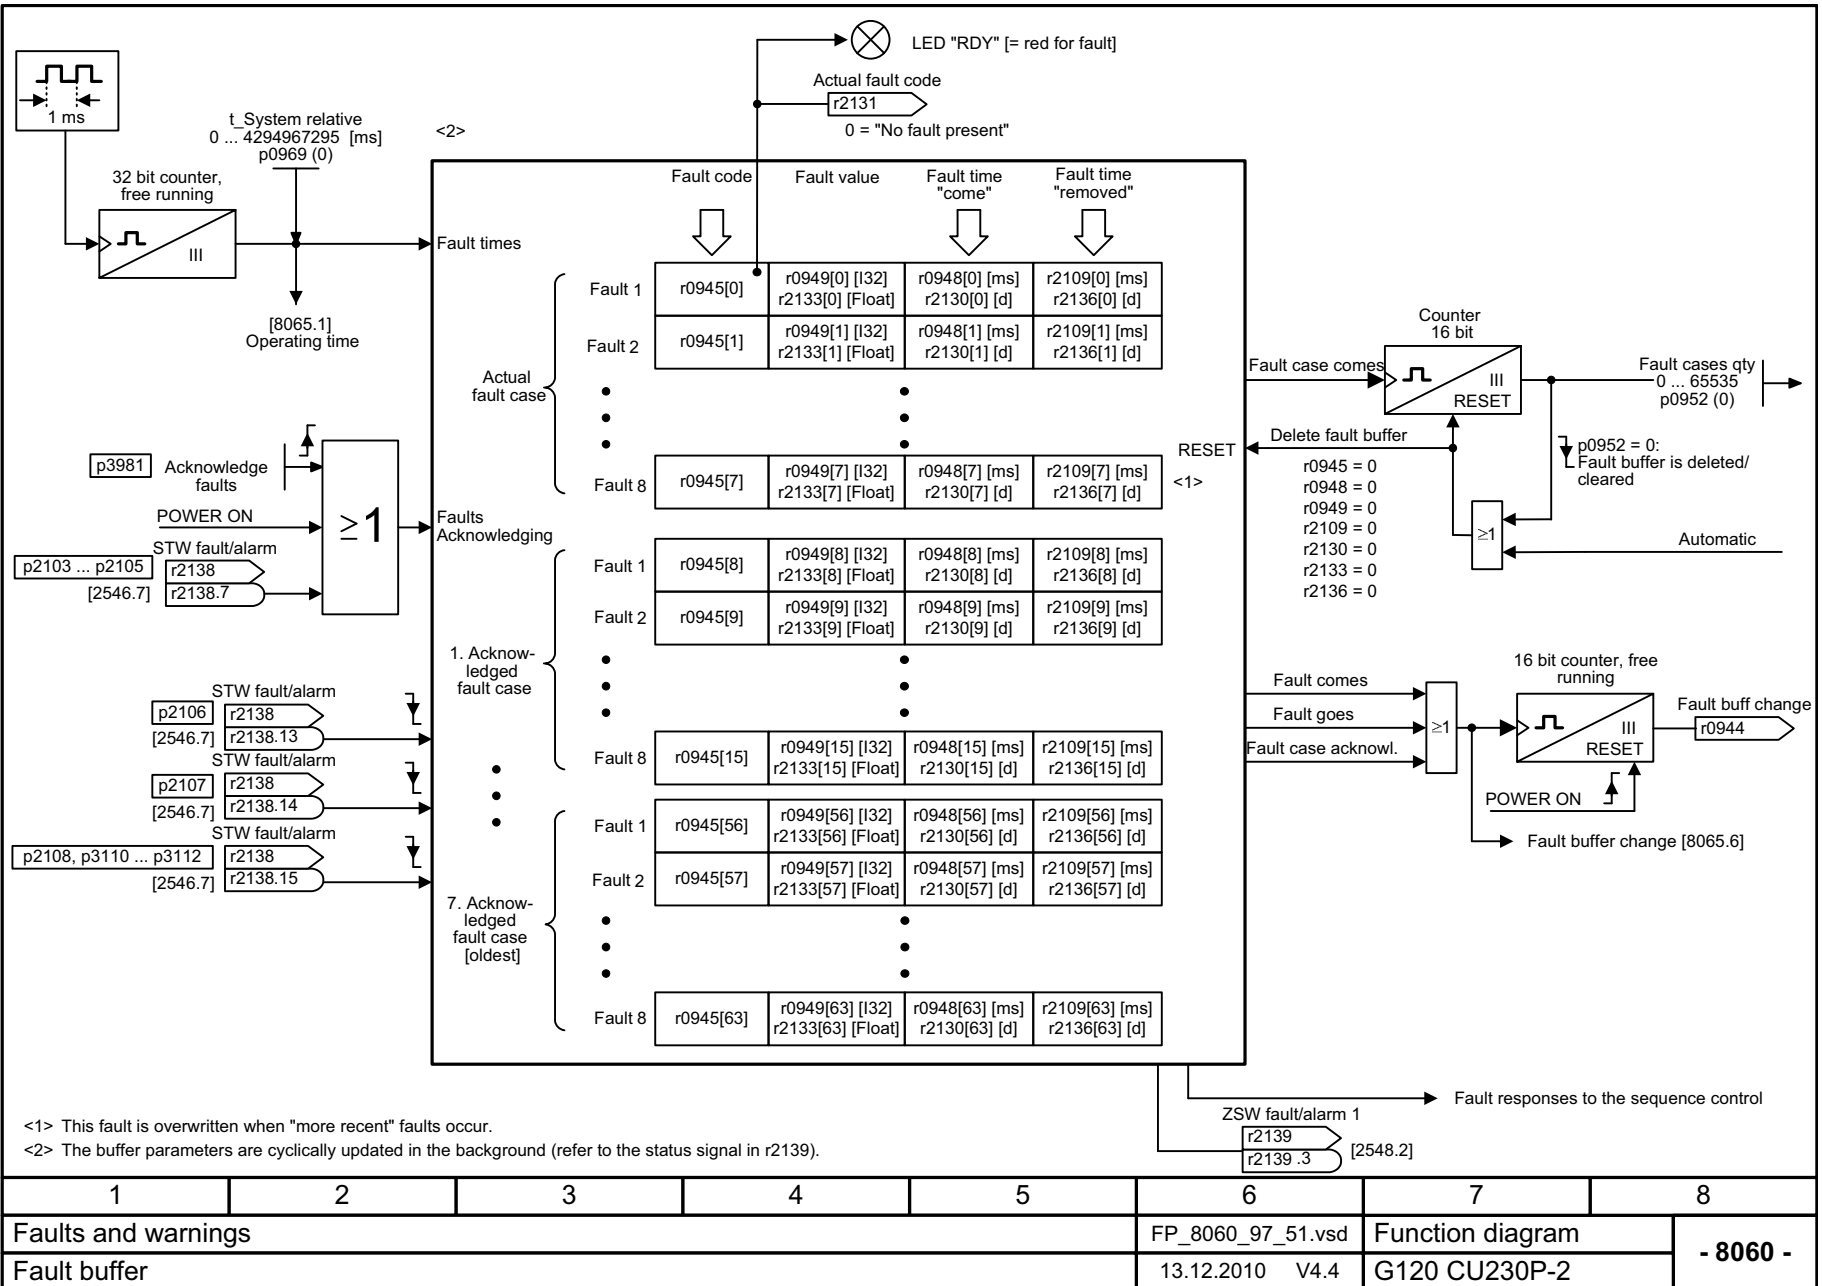 LED "RDY" [= red for fault]
Actual fault code
r2131
0 = "No fault present"
1 ms
t_System relative
0 ... 4294967295 [ms]
p0969 (0)
<2>
32 bit counter,
free running
III
[8065.1]
Operating time
Fault times
Fault code
Fault value
Fault time
"come"
Fault time
"removed"
Actual
fault case
Fault 1
r0945[0]
r0949[0] [I32]
r2133[0] [Float]
r0948[0] [ms]
r2130[0] [d]
r2109[0] [ms]
r2136[0] [d]
Fault 2
r0945[1]
r0949[1] [I32]
r2133[1] [Float]
r0948[1] [ms]
r2130[1] [d]
r2109[1] [ms]
r2136[1] [d]
Fault 8
r0945[7]
r0949[7] [I32]
r2133[7] [Float]
r0948[7] [ms]
r2130[7] [d]
r2109[7] [ms]
r2136[7] [d]
<1>
p3981
Acknowledge
faults
POWER ON
STW fault/alarm
p2103 ... p2105
r2138
[2546.7]
r2138.7
≥1
Faults
Acknowledging
1. Acknow-
ledged
fault case
Fault 1
r0945[8]
r0949[8] [I32]
r2133[8] [Float]
r0948[8] [ms]
r2130[8] [d]
r2109[8] [ms]
r2136[8] [d]
Fault 2
r0945[9]
r0949[9] [I32]
r2133[9] [Float]
r0948[9] [ms]
r2130[9] [d]
r2109[9] [ms]
r2136[9] [d]
Fault 8
r0945[15]
r0949[15] [I32]
r2133[15] [Float]
r0948[15] [ms]
r2130[15] [d]
r2109[15] [ms]
r2136[15] [d]
STW fault/alarm
p2106
r2138
[2546.7]
r2138.13
STW fault/alarm
p2107
r2138
[2546.7]
r2138.14
STW fault/alarm
p2108, p3110 ... p3112
r2138
[2546.7]
r2138.15
7. Acknow-
ledged
fault case
[oldest]
Fault 1
r0945[56]
r0949[56] [I32]
r2133[56] [Float]
r0948[56] [ms]
r2130[56] [d]
r2109[56] [ms]
r2136[56] [d]
Fault 2
r0945[57]
r0949[57] [I32]
r2133[57] [Float]
r0948[57] [ms]
r2130[57] [d]
r2109[57] [ms]
r2136[57] [d]
Fault 8
r0945[63]
r0949[63] [I32]
r2133[63] [Float]
r0948[63] [ms]
r2130[63] [d]
r2109[63] [ms]
r2136[63] [d]
Counter
16 bit
Fault case comes
III
RESET
Fault cases qty
0 ... 65535
p0952 (0)
RESET
Delete fault buffer
r0945 = 0
r0948 = 0
r0949 = 0
r2109 = 0
r2130 = 0
r2133 = 0
r2136 = 0
p0952 = 0:
Fault buffer is deleted/
cleared
≥1
Automatic
Fault comes
Fault goes
Fault case acknowl.
≥1
16 bit counter, free
running
III
RESET
Fault buff change
r0944
POWER ON
Fault buffer change [8065.6]
Fault responses to the sequence control
ZSW fault/alarm 1
r2139
r2139 .3
[2548.2]
<1> This fault is overwritten when "more recent" faults occur.
<2> The buffer parameters are cyclically updated in the background (refer to the status signal in r2139).
1 2 3 4 5 6 7 8
Faults and warnings
FP_8060_97_51.vsd
Function diagram
- 8060 -
Fault buffer
13.12.2010 V4.4
G120 CU230P-2